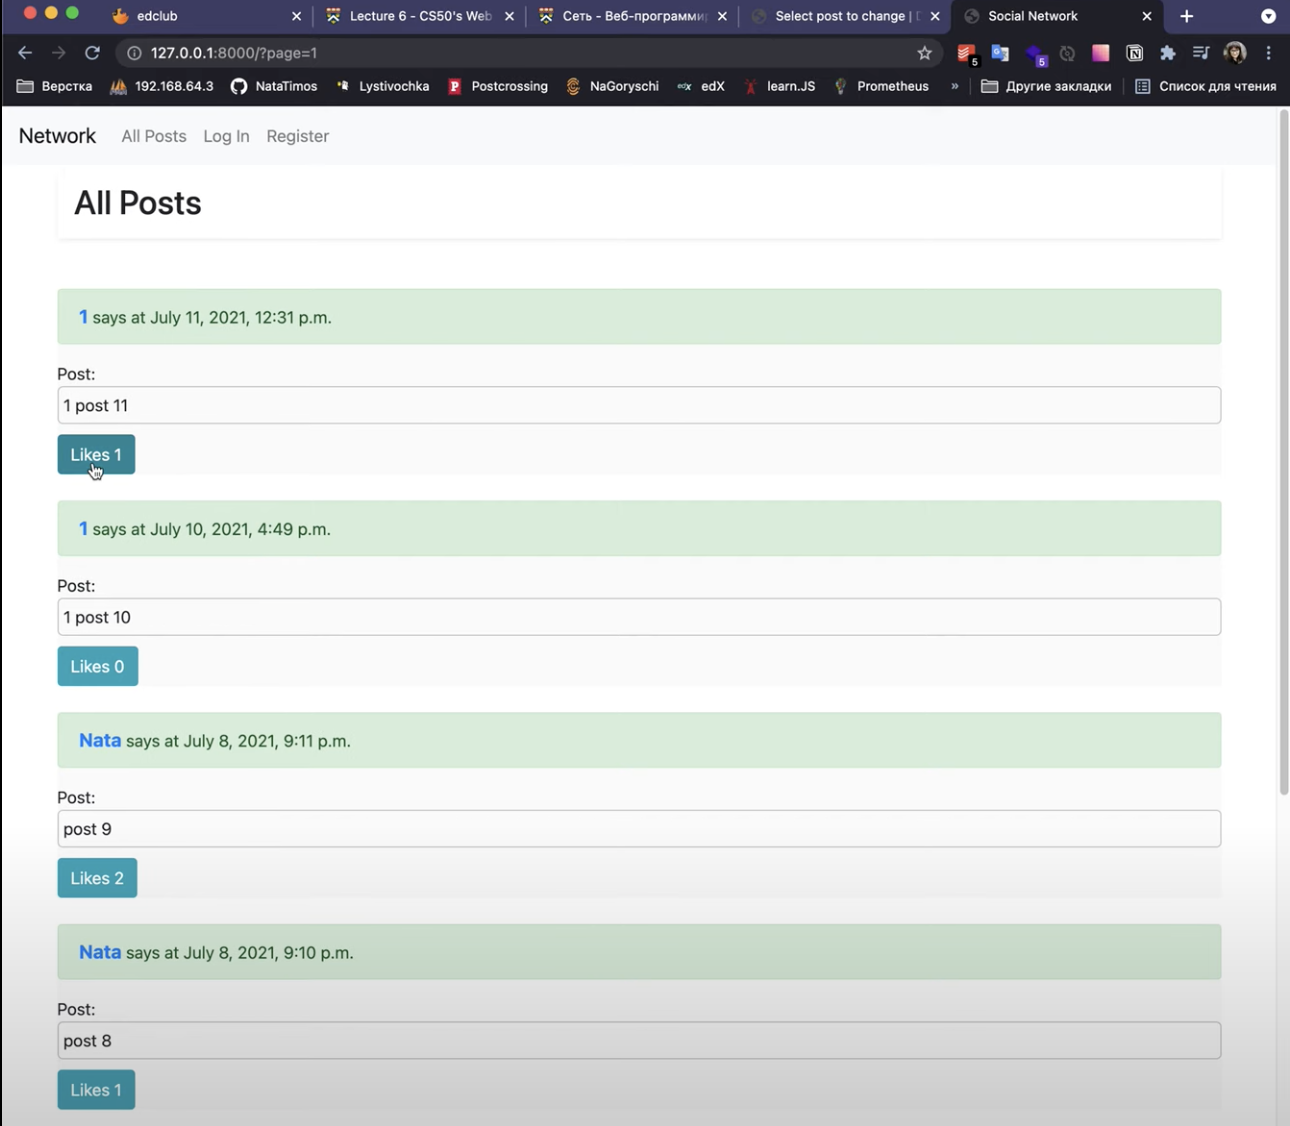 edclub
Lecture 6 - CS50's Web
Сеть - Веб-программи
Select post to change |
Social Network
127.0.0.1:8000/?page=1
5
5
Верстка
192.168.64.3
NataTimos
Lystivochka
P
Postcrossing
NaGoryschi
edX
edX
learn.JS
Prometheus
»
Другие закладки
Список для чтения
Network
All Posts
Log In
Register
All Posts
1 says at July 11, 2021, 12:31 p.m.
Post:
1 post 11
Likes 1
1 says at July 10, 2021, 4:49 p.m.
Post:
1 post 10
Likes 0
Nata says at July 8, 2021, 9:11 p.m.
Post:
post 9
Likes 2
Nata says at July 8, 2021, 9:10 p.m.
Post:
post 8
Likes 1